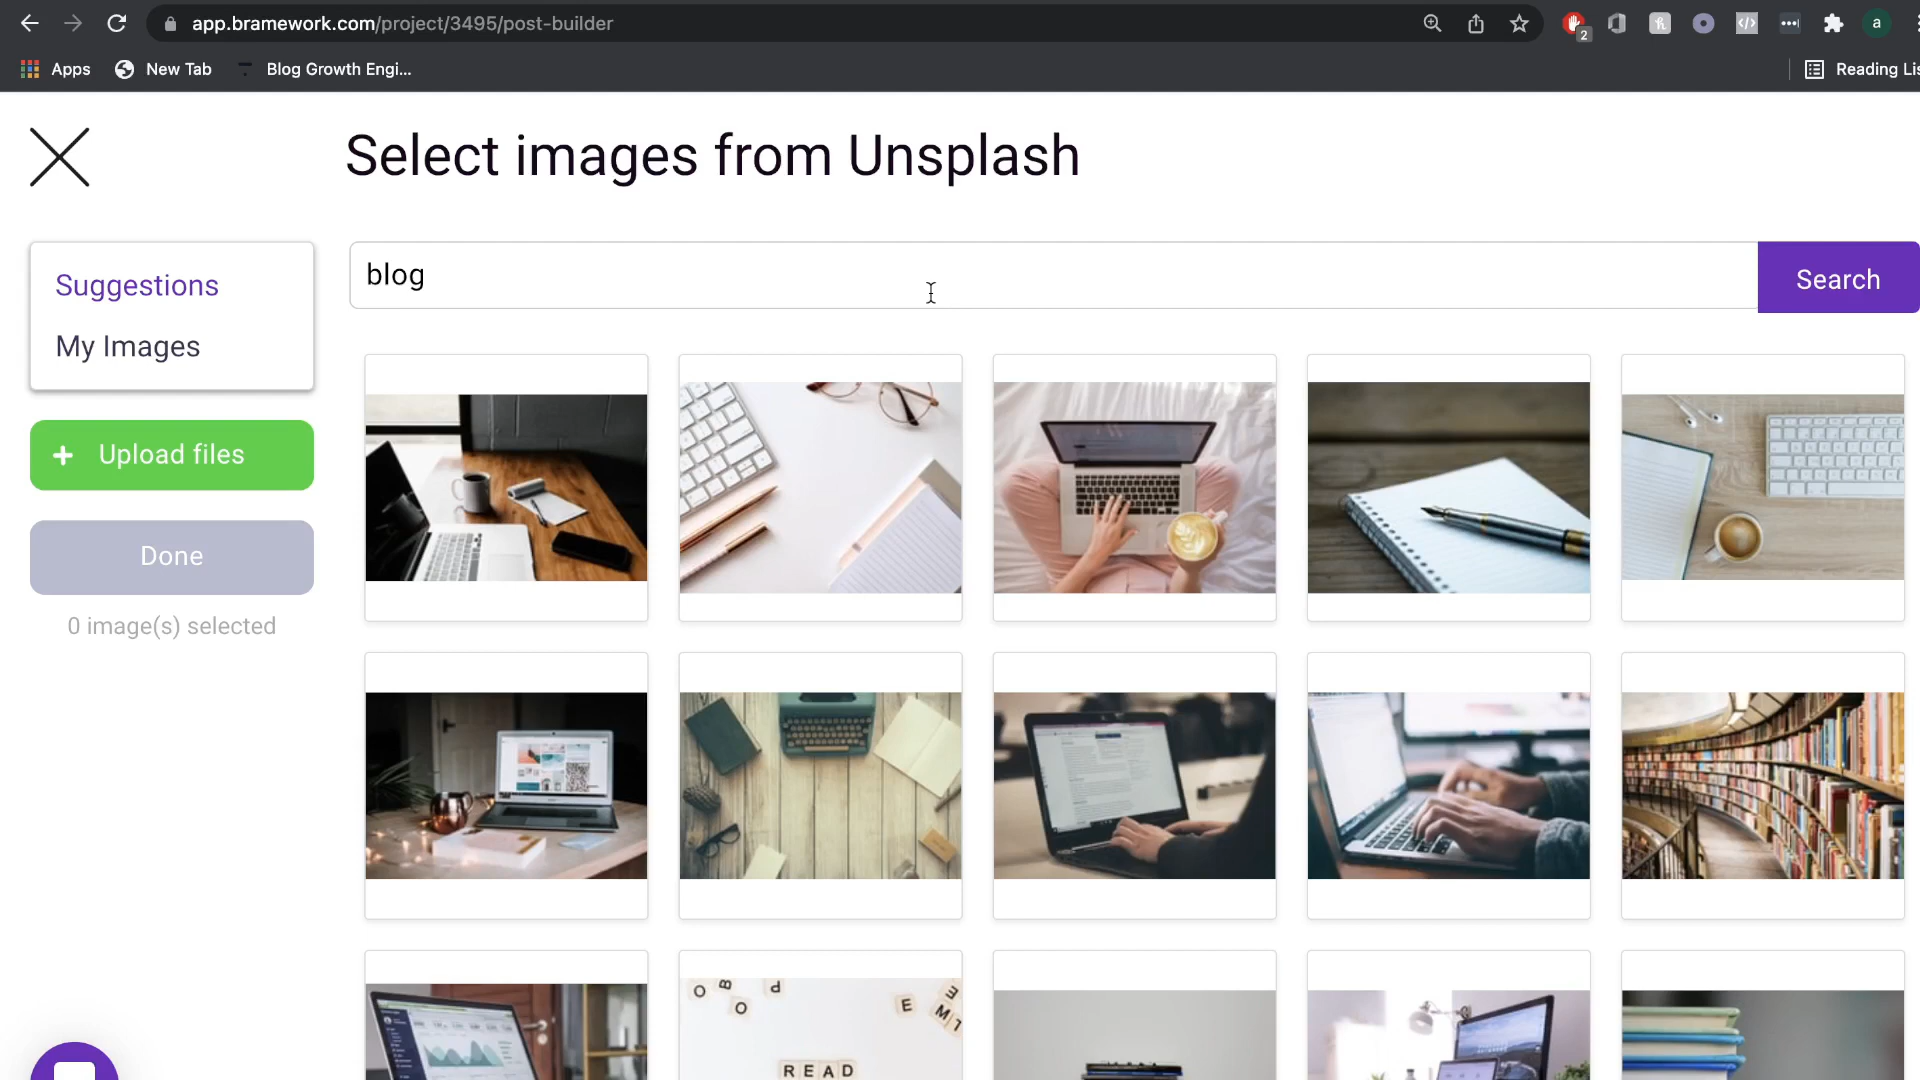 app.bramework.com/project/3495/post-builder
2
a
Apps
New Tab
Blog Growth Engi...
Reading Lis
Select images from Unsplash
Suggestions
My Images
blog
Search
+ Upload files
Done
0 image(s) selected
READ